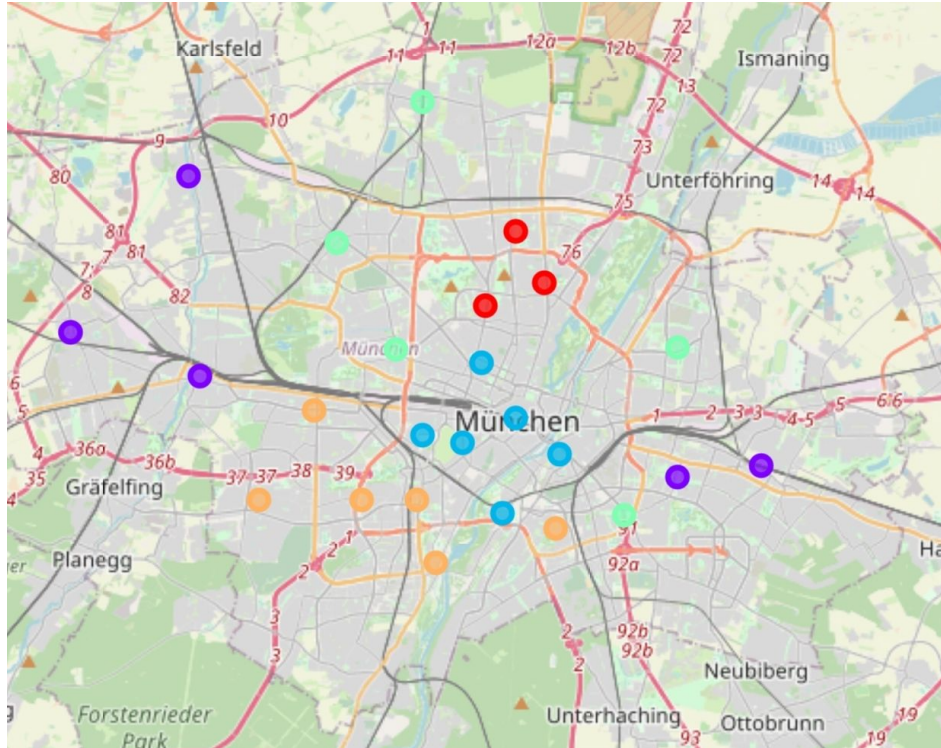 1
72
Karlsfeld
11
11
12a
12b
72
Ismaning
13
10
72
9
73
80
Unterföhring
14
14
75
81
7
81
76
7
8
82
München
6
5
München
1
2
3
3
4-5
5
6
6
4
36a
36b
35
37
37
38
39
4
Gräfelfing
1
2
91
Planegg
2
92a
3
2
92b
92b
3
2
Neubiberg
Forstenrieder
Park
Unterhaching
Ottobrunn
19
93
19